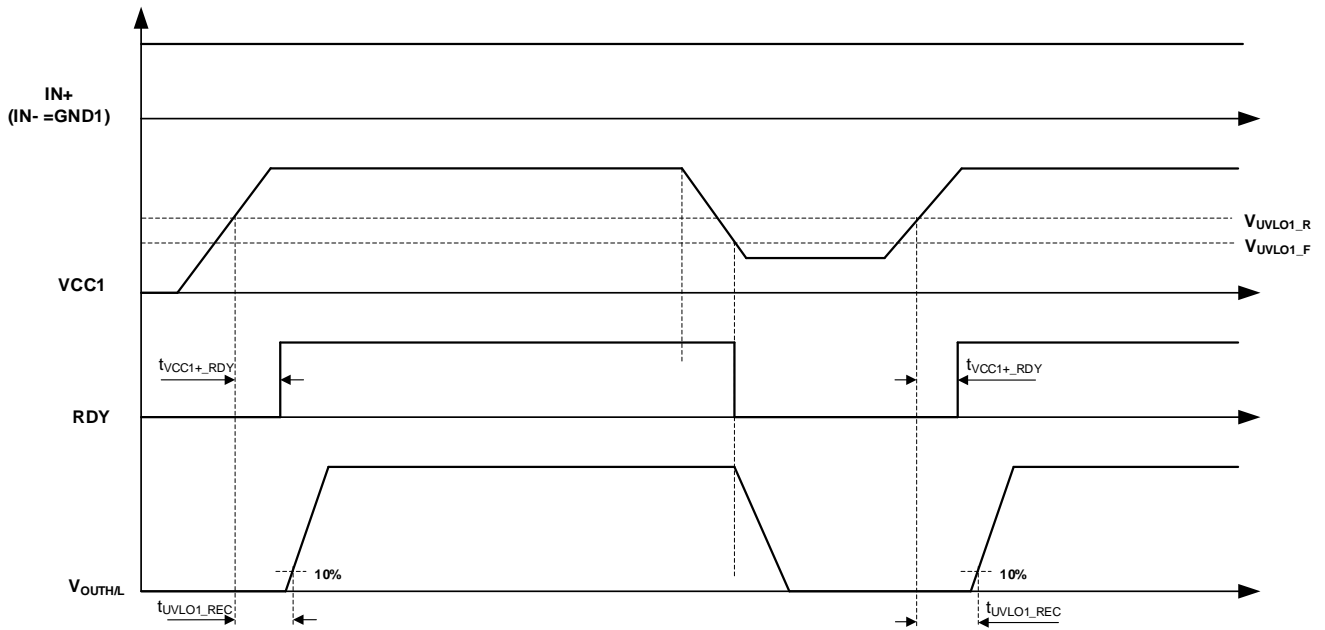 IN+
(IN- =GND1)
VUVLO1_R
VUVLO1_F
VCC1
tVCC1+_RDY
tVCC1+_RDY
RDY
10%
10%
VOUTH/L
tUVLO1_REC
tUVLO1_REC